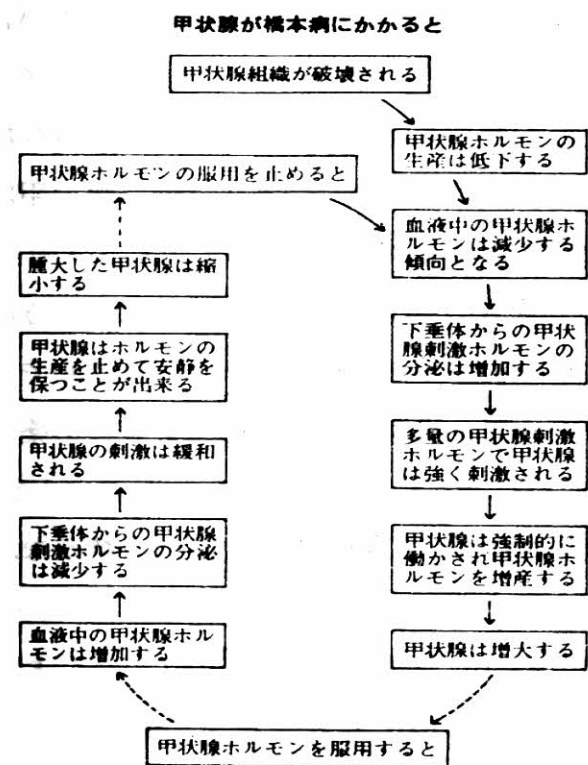 甲状腺が橋本病にかかると
甲状腺組織が破壊される
甲状腺ホルモンの
生産は低下する
血液中の甲状腺ホ
ルモンは減少する
傾向となる
下垂体からの甲状
腺刺激ホルモンの
分泌は増加する
多量の甲状腺刺激
ホルモンで甲状腺
は強く刺激される
甲状腺は強制的に
働かされ甲状腺ホ
ルモンを増産する
甲状腺は増大する
甲状腺ホルモンを服用すると
血液中の甲状腺ホル
モンは増加する
下垂体からの甲状腺
刺激ホルモンの分泌
は減少する
甲状腺の刺激は緩和
される
甲状腺はホルモンの
生産を止めて安静を
保つことが出来る
腫大した甲状腺は縮
小する
甲状腺ホルモンの服用を止めると